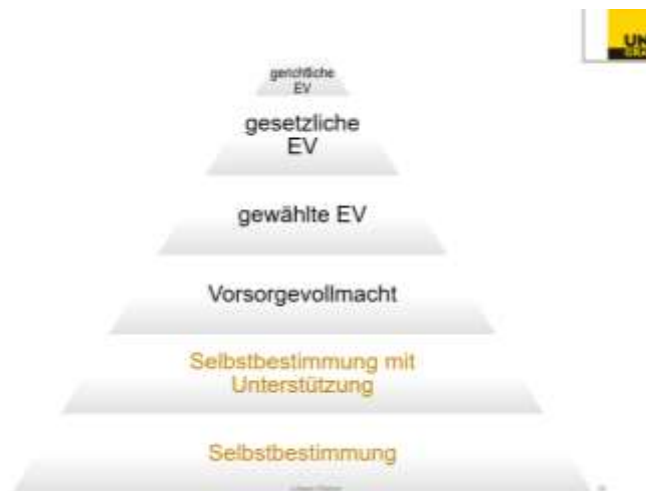 gerichtliche
EV
gesetzliche
EV
gewählte EV
Vorsorgevollmacht
Selbstbestimmung mit
Unterstützung
Selbstbestimmung